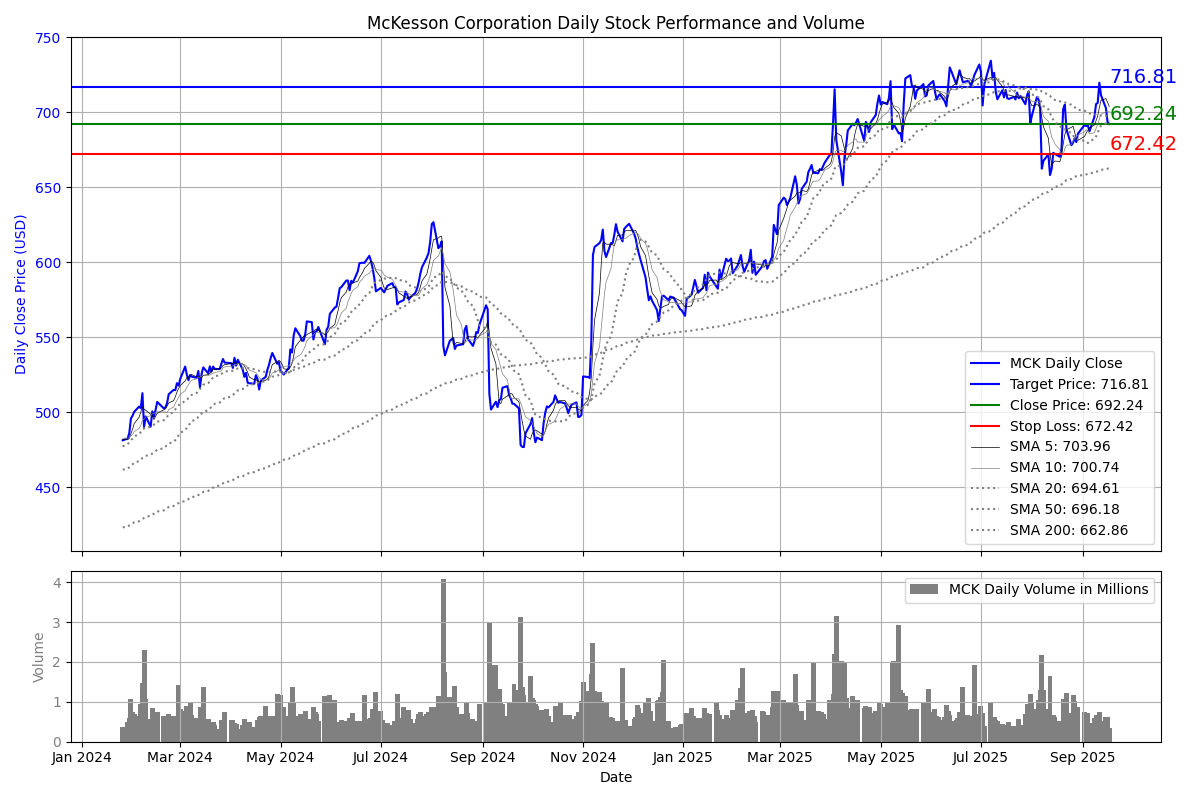 McKesson Corporation Daily Stock Performance and Volume
750
700
650
600
550
500
450
Daily Close Price (USD)
716.81
692.24
672.42
MCK Daily Close
Target Price: 716.81
Close Price: 692.24
Stop Loss: 672.42
SMA 5: 703.96
SMA 10: 700.74
SMA 20: 694.61
SMA 50: 696.18
SMA 200: 662.86
4
3
2
1
0
Volume
MCK Daily Volume in Millions
Jan 2024 Mar 2024 May 2024 Jul 2024 Sep 2024 Nov 2024 Jan 2025 Mar 2025 May 2025 Jul 2025 Sep 2025
Date